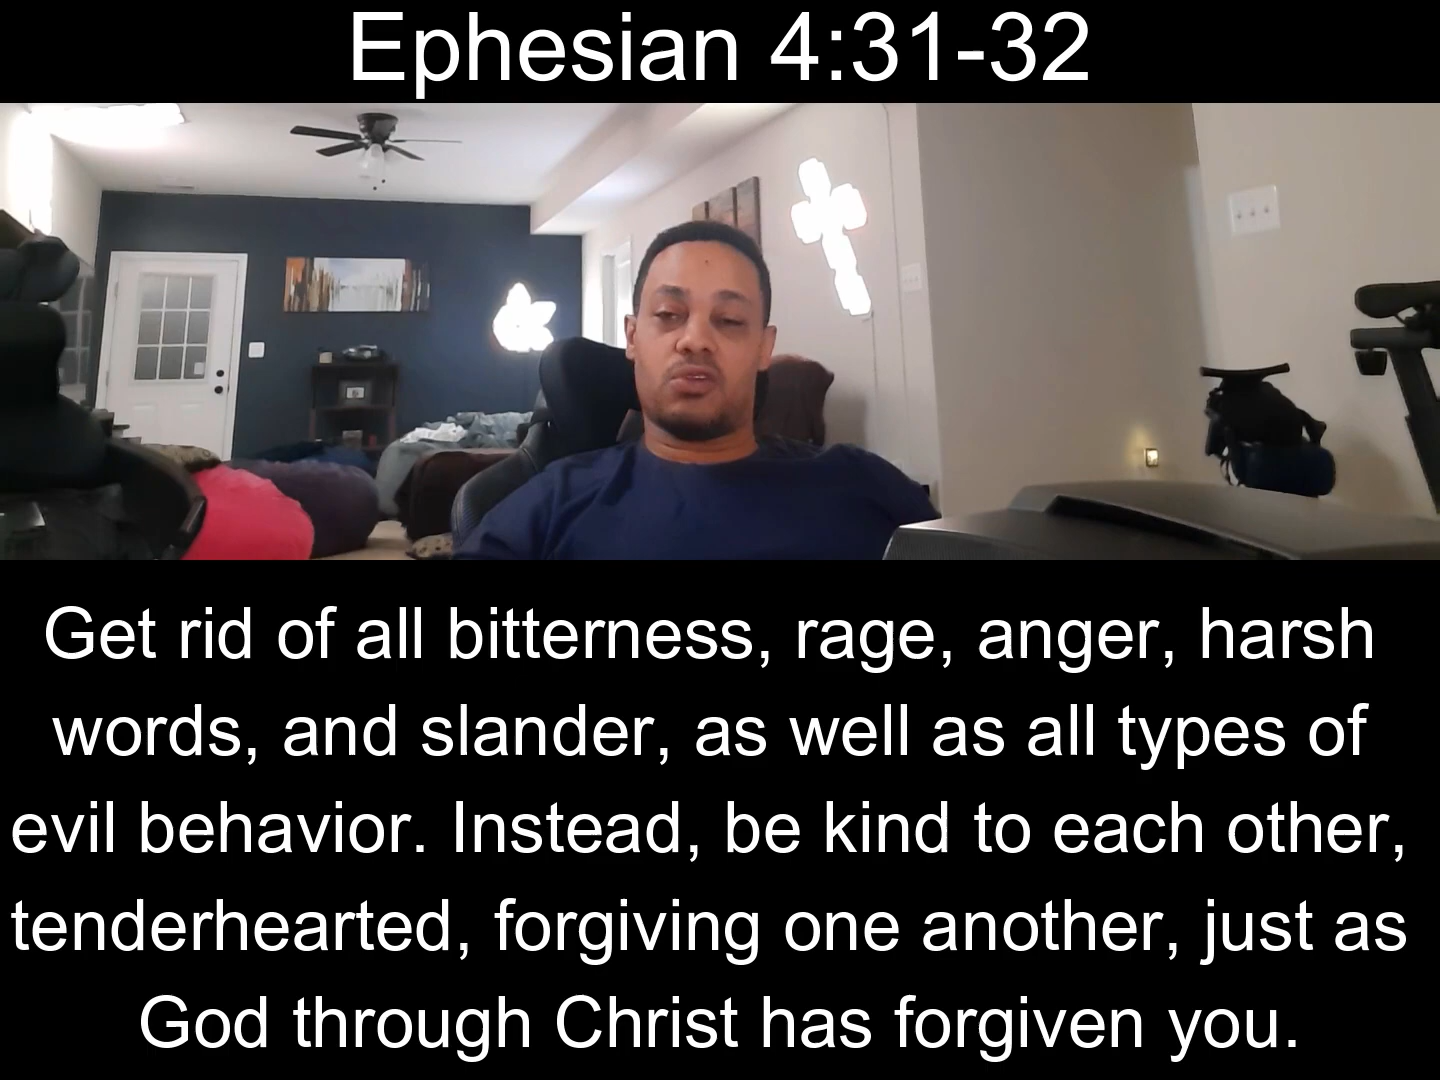 Ephesian 4:31-32
Get rid of all bitterness, rage, anger, harsh
words, and slander, as well as all types of
evil behavior. Instead, be kind to each other,
tenderhearted, forgiving one another, just as
God through Christ has forgiven you.